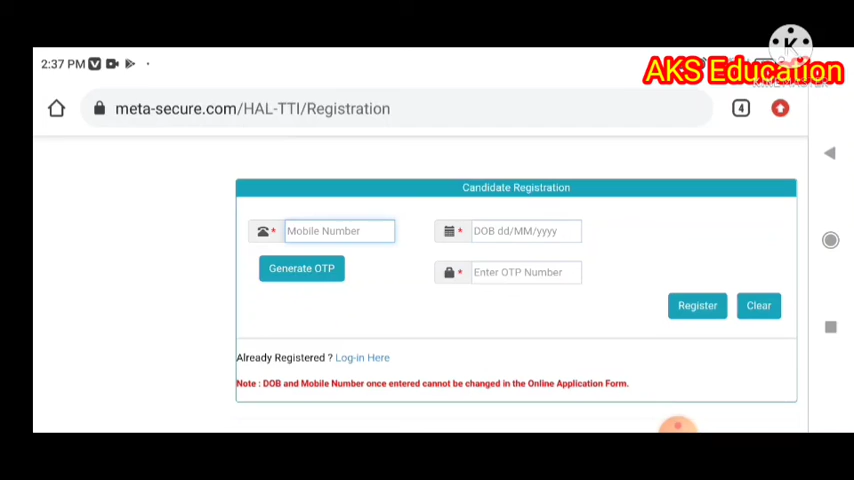 2:37 PM
AKS Education
K
KINEMASTER
meta-secure.com/HAL-TTI/Registration
4
Candidate Registration
* Mobile Number
* DOB dd/MM/yyyy
Generate OTP
* Enter OTP Number
Register
Clear
Already Registered ? Log-in Here
Note : DOB and Mobile Number once entered cannot be changed in the Online Application Form.